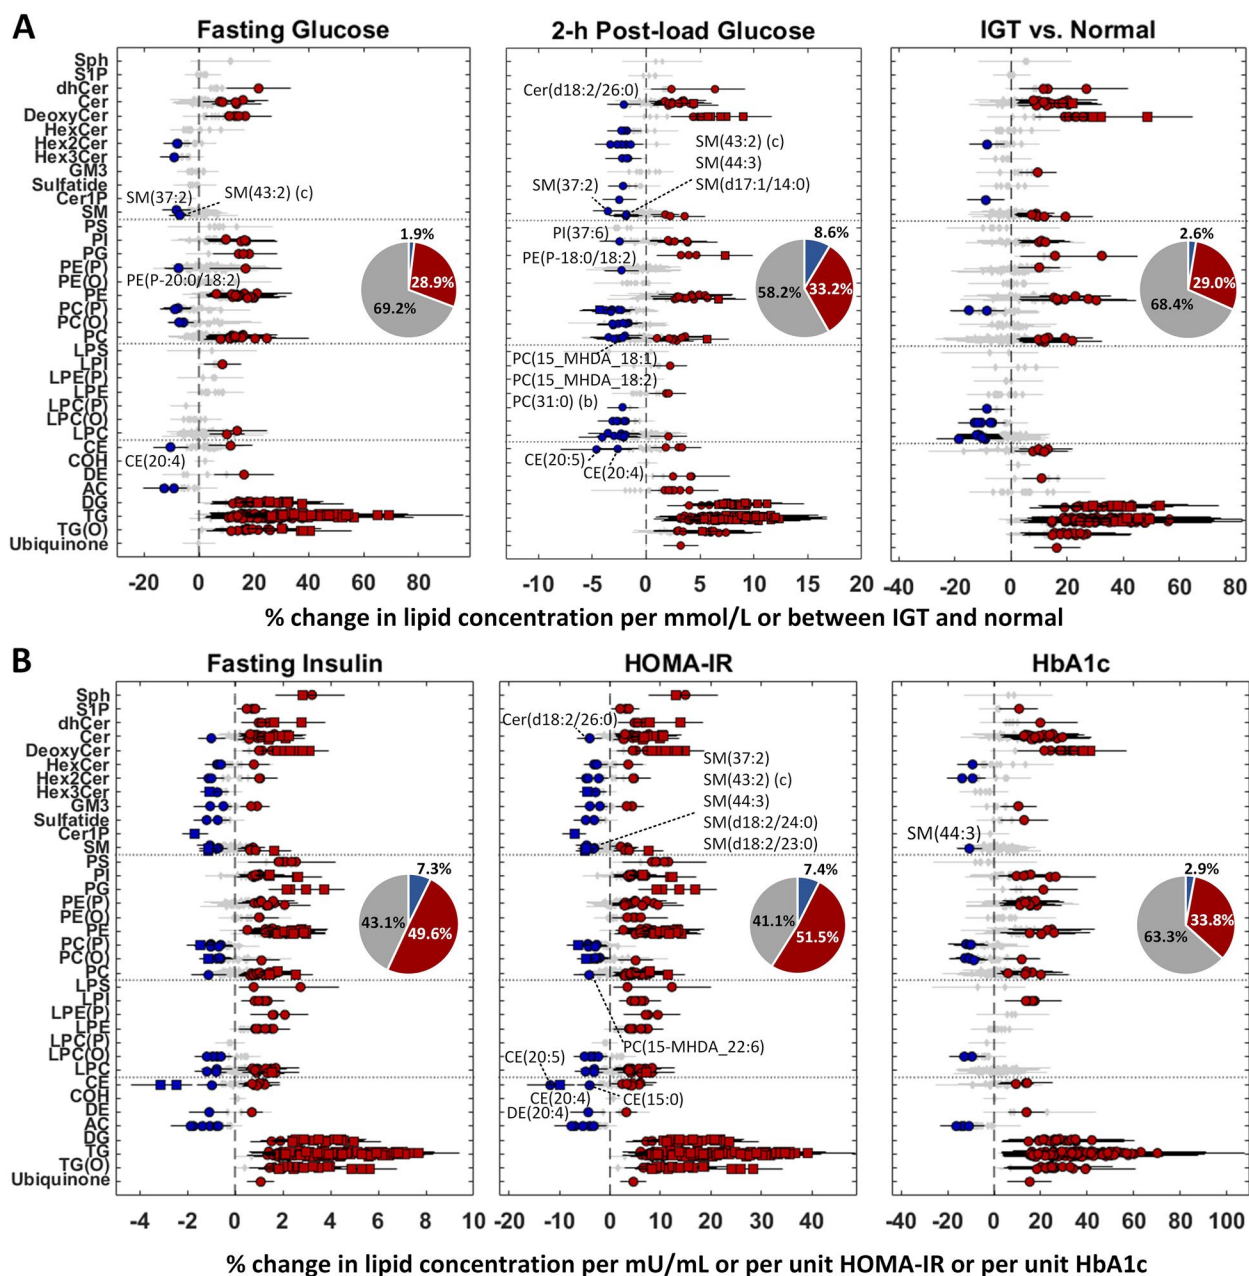 A
Fasting Glucose
2-h Post-load Glucose
IGT vs. Normal
Sph
S1P
dhCer
Cer
DeoxyCer
HexCer
Hex2Cer
Hex3Cer
GM3
Sulfatide
Cer1P
SM
PS
PI
PG
PE(P)
PE(O)
PE
PC(P)
PC(O)
PC
LPS
LPI
LPE(P)
LPE
LPC(P)
LPC(O)
LPC
CE
COH
DE
AC
DG
TG
TG(O)
Ubiquinone
SM(37:2)
SM(43:2) (c)
PE(P-20:0/18:2)
CE(20:4)
1.9%
28.9%
69.2%
-20 0 20 40 60 80
Cer(d18:2/26:0)
SM(43:2) (c)
SM(44:3)
SM(d17:1/14:0)
SM(37:2)
PI(37:6)
PE(P-18:0/18:2)
8.6%
33.2%
58.2%
PC(15_MHDA_18:1)
PC(15_MHDA_18:2)
PC(31:0) (b)
CE(20:5)
CE(20:4)
-10 -5 0 5 10 15 20
2.6%
29.0%
68.4%
-40 -20 0 20 40 60 80
% change in lipid concentration per mmol/L or between IGT and normal
B
Fasting Insulin
HOMA-IR
HbA1c
Sph
S1P
dhCer
Cer
DeoxyCer
HexCer
Hex2Cer
Hex3Cer
GM3
Sulfatide
Cer1P
SM
PS
PI
PG
PE(P)
PE(O)
PE
PC(P)
PC(O)
PC
LPS
LPI
LPE(P)
LPE
LPC(P)
LPC(O)
LPC
CE
COH
DE
AC
DG
TG
TG(O)
Ubiquinone
7.3%
43.1%
49.6%
-4 -2 0 2 4 6 8 10
Cer(d18:2/26:0)
SM(37:2)
SM(43:2) (c)
SM(44:3)
SM(d18:2/24:0)
SM(d18:2/23:0)
7.4%
41.1%
51.5%
PC(15-MHDA_22:6)
CE(20:5)
CE(20:4)
CE(15:0)
DE(20:4)
-20 -10 0 10 20 30 40
SM(44:3)
2.9%
33.8%
63.3%
-40 -20 0 20 40 60 80 100
% change in lipid concentration per mU/mL or per unit HOMA-IR or per unit HbA1c